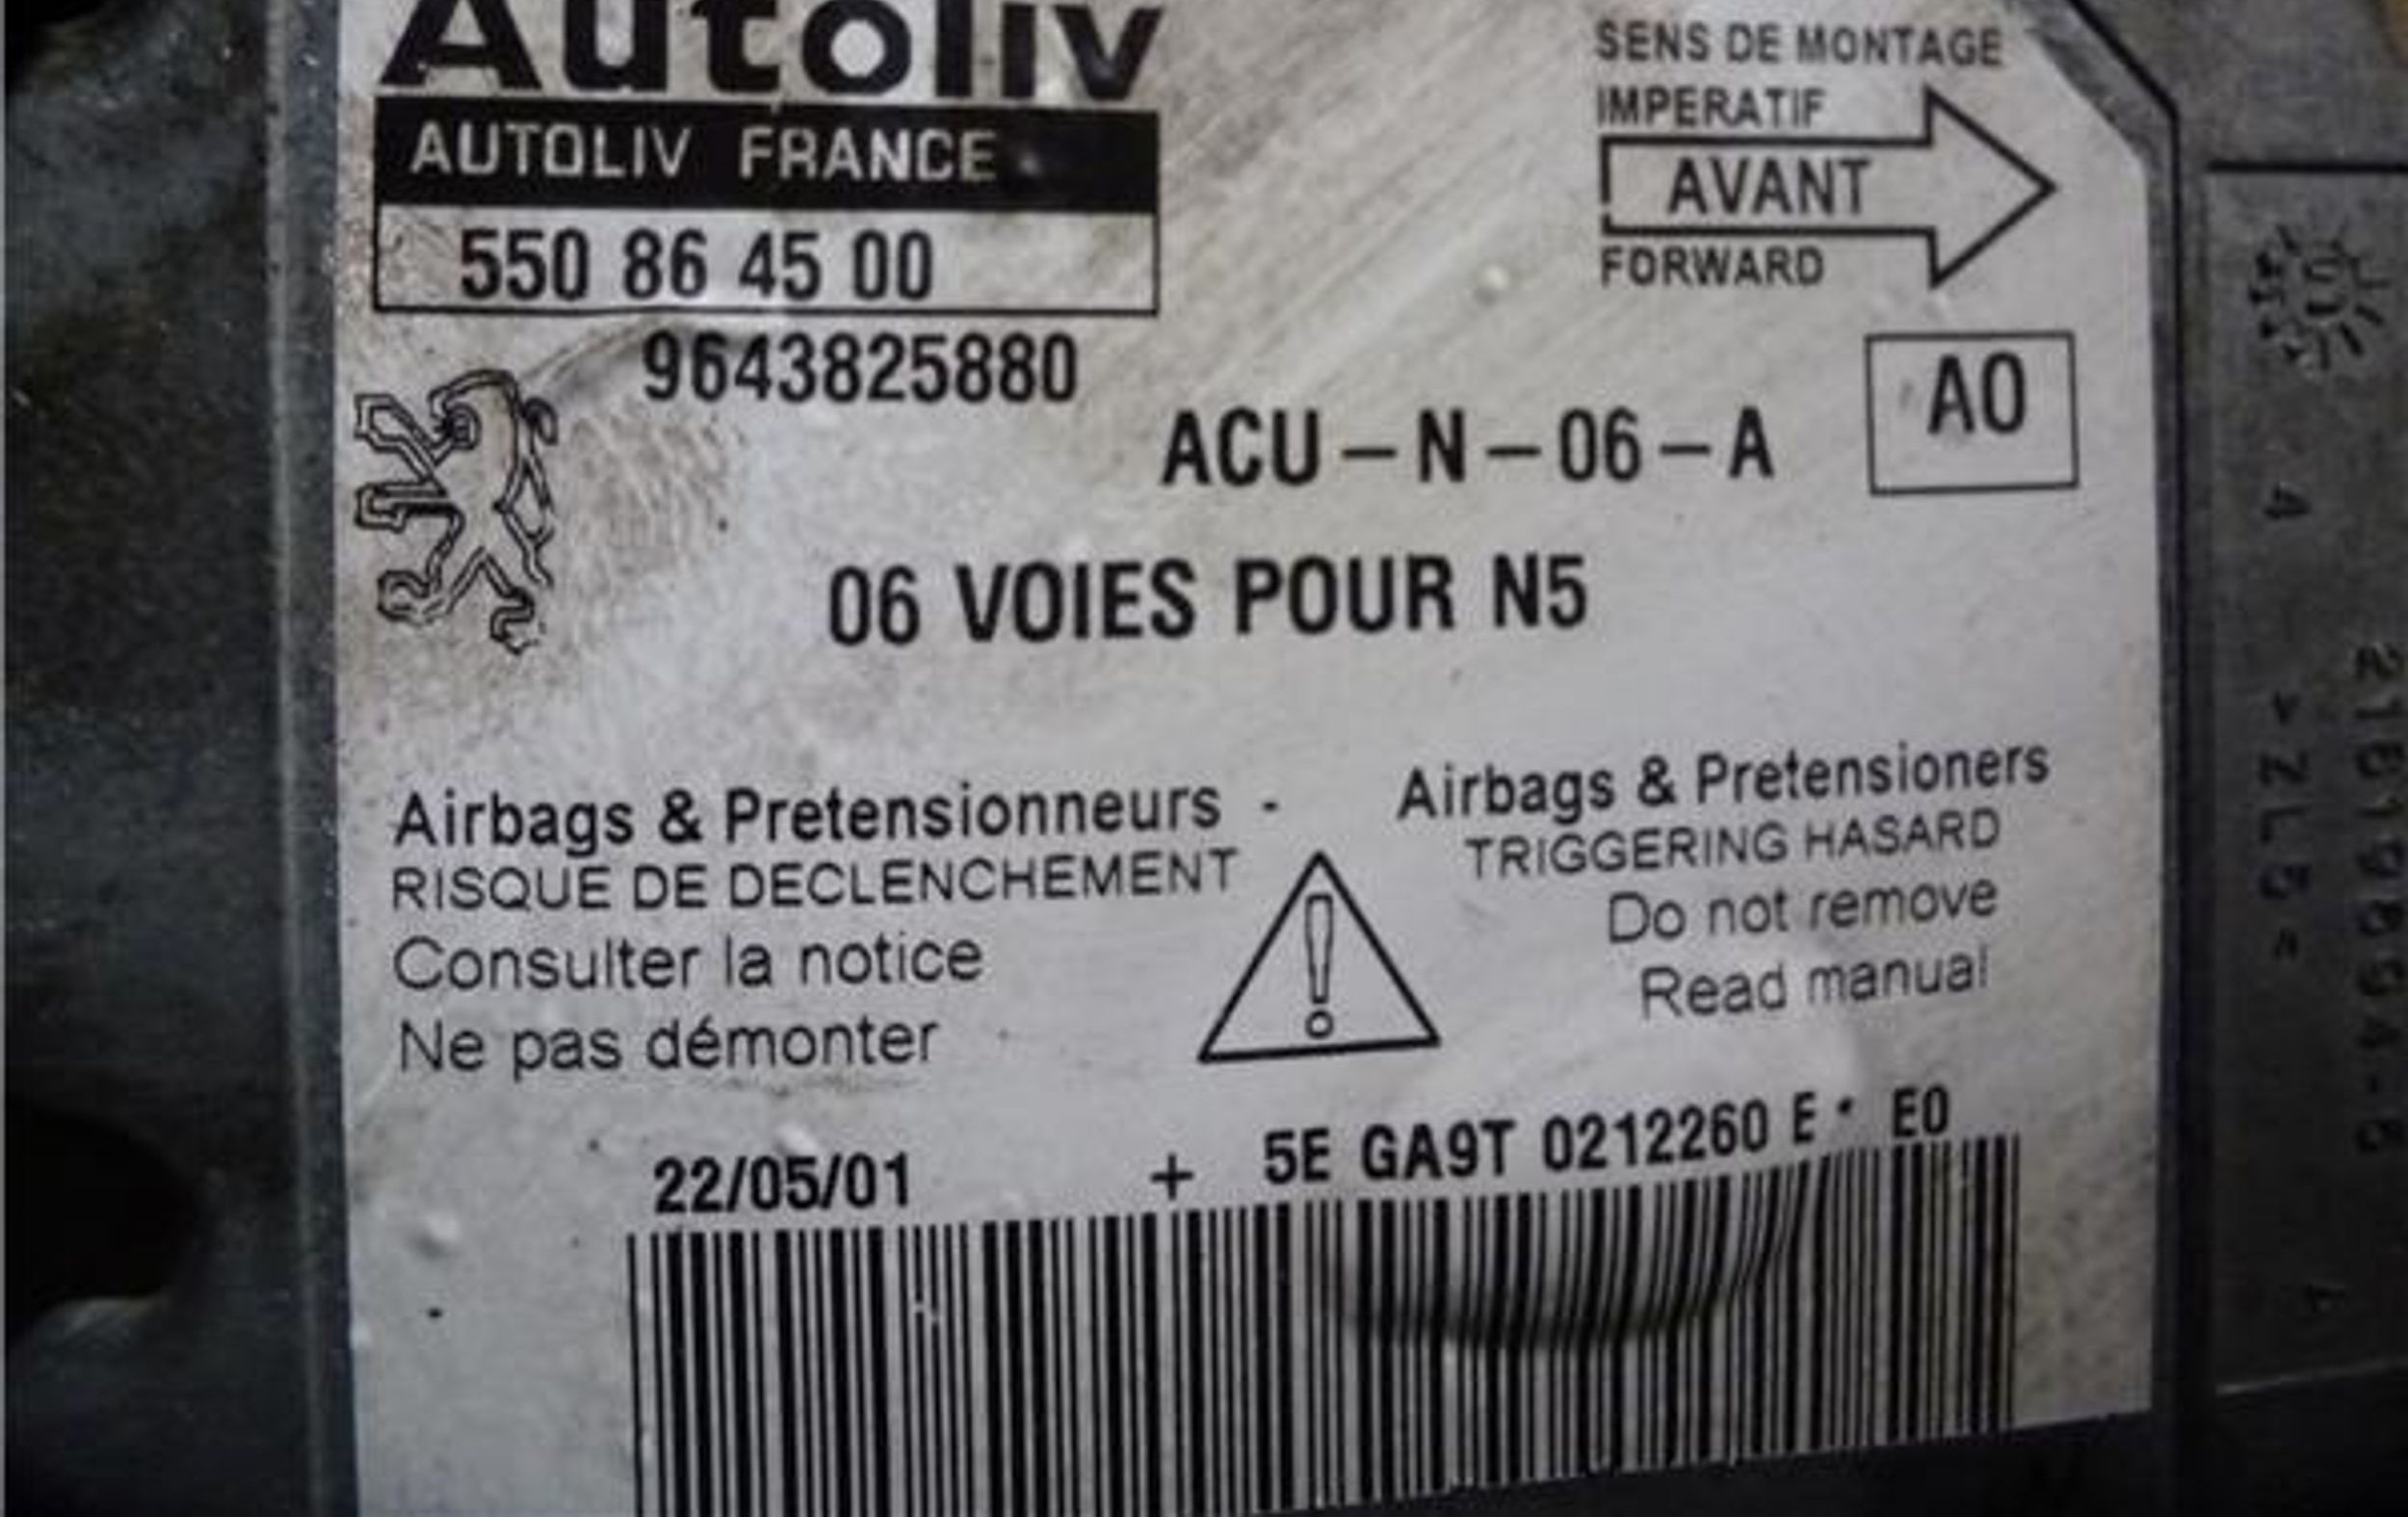 Autoliv
AUTOLIV FRANCE
550 86 45 00
9643825880
SENS DE MONTAGE
IMPERATIF
AVANT
FORWARD
ACU-N-06-A
A0
06 VOIES POUR N5
Airbags & Pretensionneurs -
RISQUE DE DECLENCHEMENT
Consulter la notice
Ne pas démonter
Airbags & Pretensioners
TRIGGERING HASARD
Do not remove
Read manual
22/05/01 + 5E GA9T 0212260 E * E0